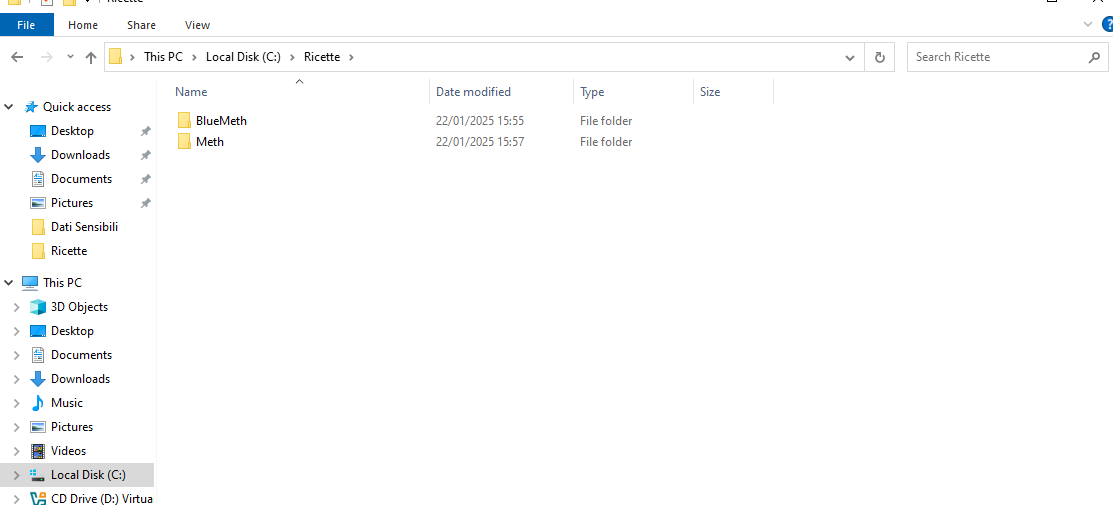 Ricette
File Home Share View
This PC Local Disk (C:) Ricette
Search Ricette
Name Date modified Type Size
BlueMeth 22/01/2025 15:55 File folder
Meth 22/01/2025 15:57 File folder
Quick access
Desktop
Downloads
Documents
Pictures
Dati Sensibili
Ricette
This PC
3D Objects
Desktop
Documents
Downloads
Music
Pictures
Videos
Local Disk (C:)
CD Drive (D:) Virtua